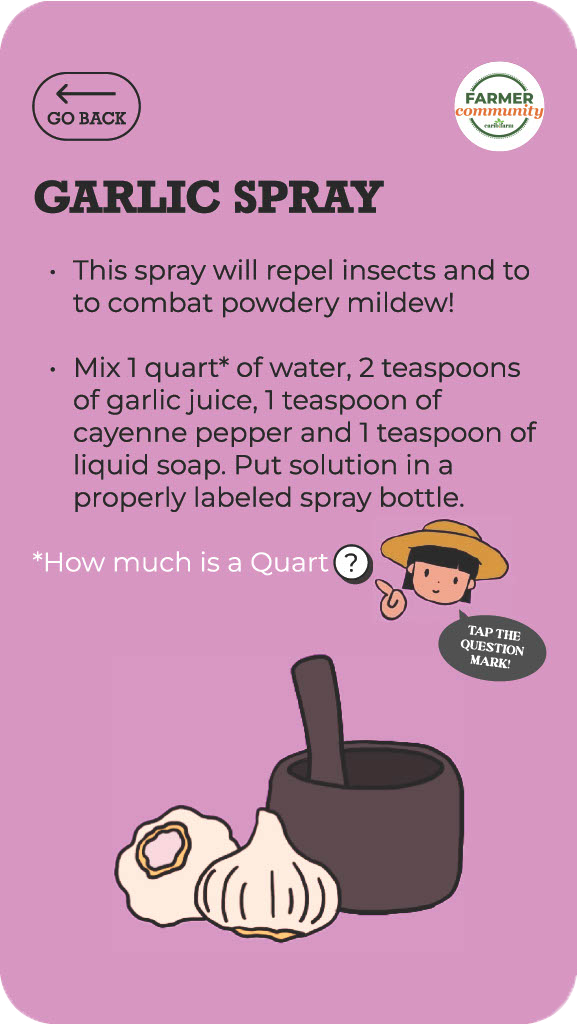 GO BACK
FARMER
community
GARLIC SPRAY
• This spray will repel insects and to
to combat powdery mildew!
• Mix 1 quart* of water, 2 teaspoons
of garlic juice, 1 teaspoon of
cayenne pepper and 1 teaspoon of
liquid soap. Put solution in a
properly labeled spray bottle.
*How much is a Quart ?
TAP THE
QUESTION
MARK!